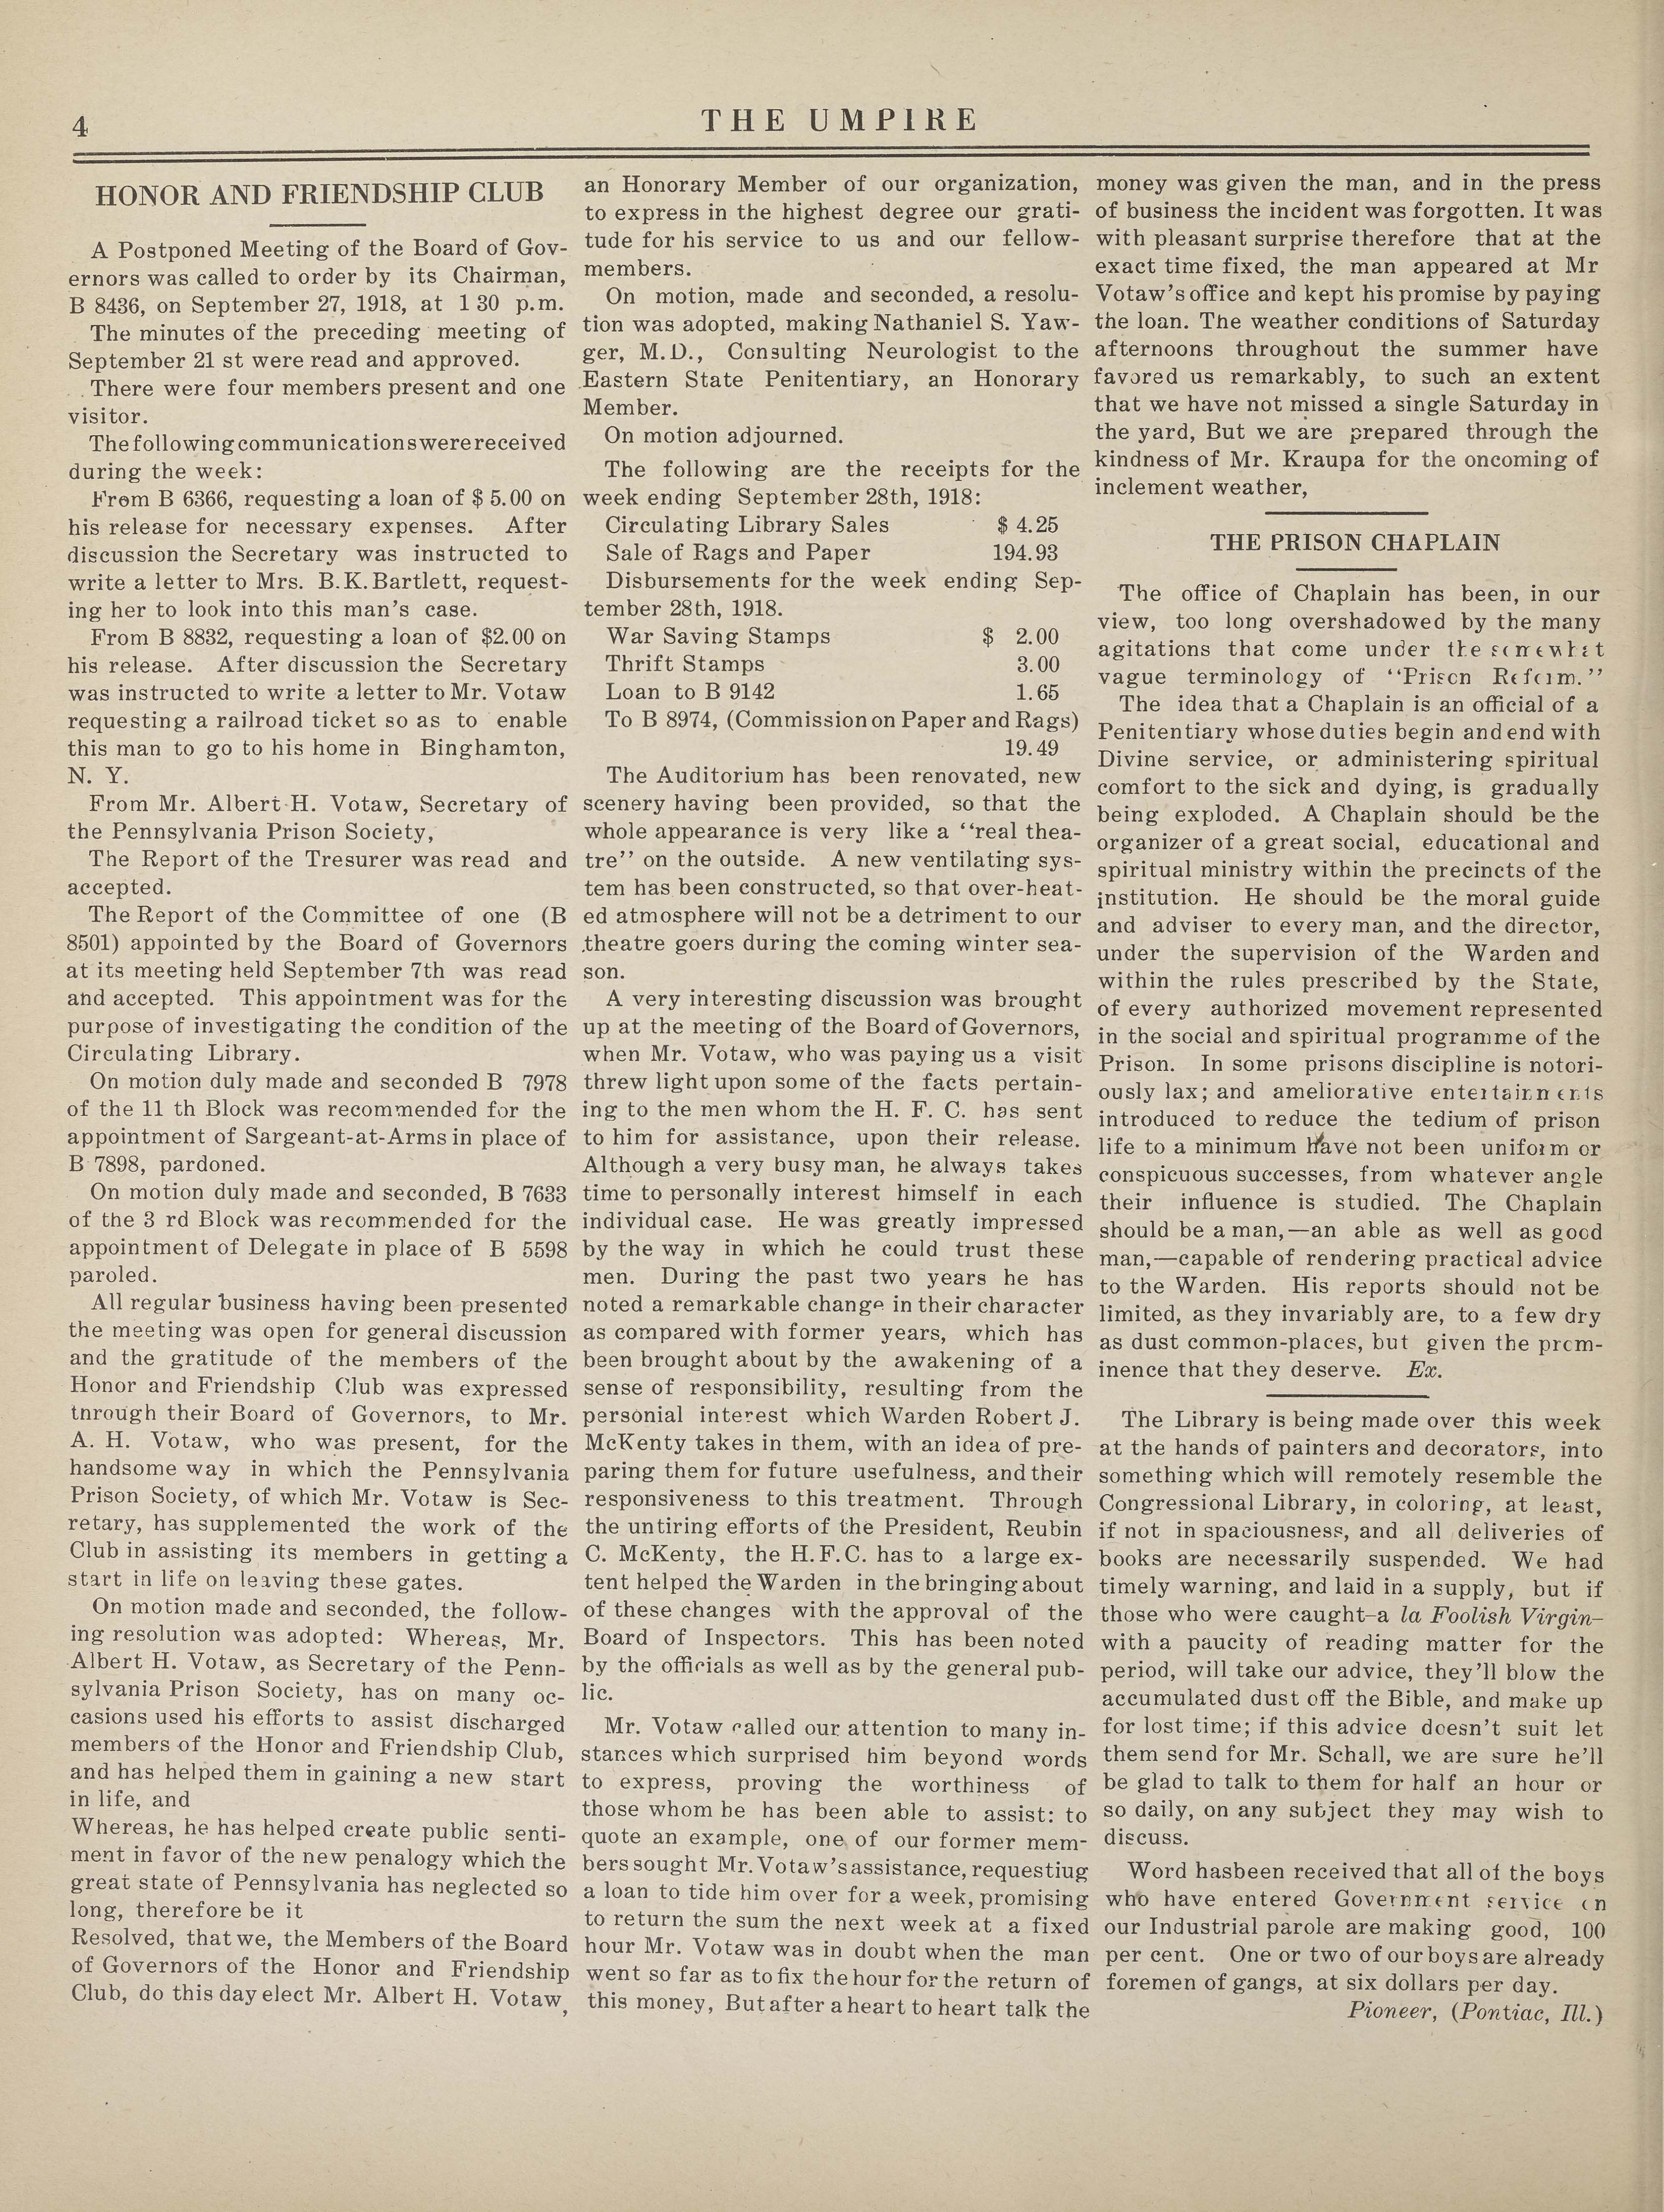 4
THE UMPIRE
HONOR AND FRIENDSHIP CLUB
A Postponed Meeting of the Board of Gov-
ernors was called to order by its Chairman,
B 8436, on September 27, 1918, at 1 30 p.m.
The minutes of the preceding meeting of
September 21 st were read and approved.
There were four members present and one
visitor.
The following communications were received
during the week:
From B 6366, requesting a loan of $ 5.00 on
his release for necessary expenses. After
discussion the Secretary was instructed to
write a letter to Mrs. B.K. Bartlett, request-
ing her to look into this man's case.
From B 8832, requesting a loan of $2.00 on
his release. After discussion the Secretary
was instructed to write a letter to Mr. Votaw
requesting a railroad ticket so as to enable
this man to go to his home in Binghamton,
N. Y.
From Mr. Albert H. Votaw, Secretary of
the Pennsylvania Prison Society,
The Report of the Tresurer was read and
accepted.
The Report of the Committee of one (B
8501) appointed by the Board of Governors
at its meeting held September 7th was read
and accepted. This appointment was for the
purpose of investigating the condition of the
Circulating Library.
On motion duly made and seconded B 7978
of the 11 th Block was recommended for the
appointment of Sargeant-at-Arms in place of
B 7898, pardoned.
On motion duly made and seconded, B 7633
of the 3 rd Block was recommended for the
appointment of Delegate in place of B 5598
paroled.
All regular business having been presented
the meeting was open for general discussion
and the gratitude of the members of the
Honor and Friendship Club was expressed
tnrough their Board of Governors, to Mr.
A. H. Votaw, who was present, for the
handsome way in which the Pennsylvania
Prison Society, of which Mr. Votaw is Sec-
retary, has supplemented the work of the
Club in assisting its members in getting a
start in life on leaving these gates.
On motion made and seconded, the follow-
ing resolution was adopted: Whereas, Mr.
Albert H. Votaw, as Secretary of the Penn-
sylvania Prison Society, has on many oc-
casions used his efforts to assist discharged
members of the Honor and Friendship Club,
and has helped them in gaining a new start
in life, and
Whereas, he has helped create public senti-
ment in favor of the new penalogy which the
great state of Pennsylvania has neglected so
long, therefore be it
Resolved, that we, the Members of the Board
of Governors of the Honor and Friendship
Club, do this day elect Mr. Albert H. Votaw,
an Honorary Member of our organization,
to express in the highest degree our grati-
tude for his service to us and our fellow-
members.
On motion, made and seconded, a resolu-
tion was adopted, making Nathaniel S. Yaw-
ger, M.D., Consulting Neurologist to the
Eastern State Penitentiary, an Honorary
Member.
On motion adjourned.
The following are the receipts for the
week ending September 28th, 1918:
Circulating Library Sales $ 4.25
Sale of Rags and Paper 194.93
Disbursements for the week ending Sep-
tember 28th, 1918.
War Saving Stamps $ 2.00
Thrift Stamps 3.00
Loan to B 9142 1.65
To B 8974, (Commission on Paper and Rags)
19.49
The Auditorium has been renovated, new
scenery having been provided, so that the
whole appearance is very like a "real thea-
tre" on the outside. A new ventilating sys-
tem has been constructed, so that over-heat-
ed atmosphere will not be a detriment to our
theatre goers during the coming winter sea-
son.
A very interesting discussion was brought
up at the meeting of the Board of Governors,
when Mr. Votaw, who was paying us a visit
threw light upon some of the facts pertain-
ing to the men whom the H. F. C. has sent
to him for assistance, upon their release.
Although a very busy man, he always takes
time to personally interest himself in each
individual case. He was greatly impressed
by the way in which he could trust these
men. During the past two years he has
noted a remarkable change in their character
as compared with former years, which has
been brought about by the awakening of a
sense of responsibility, resulting from the
personial interest which Warden Robert J.
McKenty takes in them, with an idea of pre-
paring them for future usefulness, and their
responsiveness to this treatment. Through
the untiring efforts of the President, Reubin
C. McKenty, the H.F.C. has to a large ex-
tent helped the Warden in the bringing about
of these changes with the approval of the
Board of Inspectors. This has been noted
by the officials as well as by the general pub-
lic.
Mr. Votaw called our attention to many in-
stances which surprised him beyond words
to express, proving the worthiness of
those whom he has been able to assist: to
quote an example, one of our former mem-
bers sought Mr. Votaw's assistance, requestiug
a loan to tide him over for a week, promising
to return the sum the next week at a fixed
hour Mr. Votaw was in doubt when the man
went so far as to fix the hour for the return of
this money, But after a heart to heart talk the
money was given the man, and in the press
of business the incident was forgotten. It was
with pleasant surprise therefore that at the
exact time fixed, the man appeared at Mr
Votaw's office and kept his promise by paying
the loan. The weather conditions of Saturday
afternoons throughout the summer have
favored us remarkably, to such an extent
that we have not missed a single Saturday in
the yard, But we are prepared through the
kindness of Mr. Kraupa for the oncoming of
inclement weather,
THE PRISON CHAPLAIN
The office of Chaplain has been, in our
view, too long overshadowed by the many
agitations that come under the somewhat
vague terminology of "Prison Reform."
The idea that a Chaplain is an official of a
Penitentiary whose duties begin and end with
Divine service, or administering spiritual
comfort to the sick and dying, is gradually
being exploded. A Chaplain should be the
organizer of a great social, educational and
spiritual ministry within the precincts of the
institution. He should be the moral guide
and adviser to every man, and the director,
under the supervision of the Warden and
within the rules prescribed by the State,
of every authorized movement represented
in the social and spiritual programme of the
Prison. In some prisons discipline is notori-
ously lax; and ameliorative entertainments
introduced to reduce the tedium of prison
life to a minimum have not been uniform or
conspicuous successes, from whatever angle
their influence is studied. The Chaplain
should be a man,—an able as well as good
man,—capable of rendering practical advice
to the Warden. His reports should not be
limited, as they invariably are, to a few dry
as dust common-places, but given the prom-
inence that they deserve. Ex.
The Library is being made over this week
at the hands of painters and decorators, into
something which will remotely resemble the
Congressional Library, in coloring, at least,
if not in spaciousness, and all deliveries of
books are necessarily suspended. We had
timely warning, and laid in a supply, but if
those who were caught-a la Foolish Virgin-
with a paucity of reading matter for the
period, will take our advice, they'll blow the
accumulated dust off the Bible, and make up
for lost time; if this advice doesn't suit let
them send for Mr. Schall, we are sure he'll
be glad to talk to them for half an hour or
so daily, on any subject they may wish to
discuss.
Word hasbeen received that all of the boys
who have entered Government service on
our Industrial parole are making good, 100
per cent. One or two of our boys are already
foremen of gangs, at six dollars per day.
Pioneer, (Pontiac, Ill.)